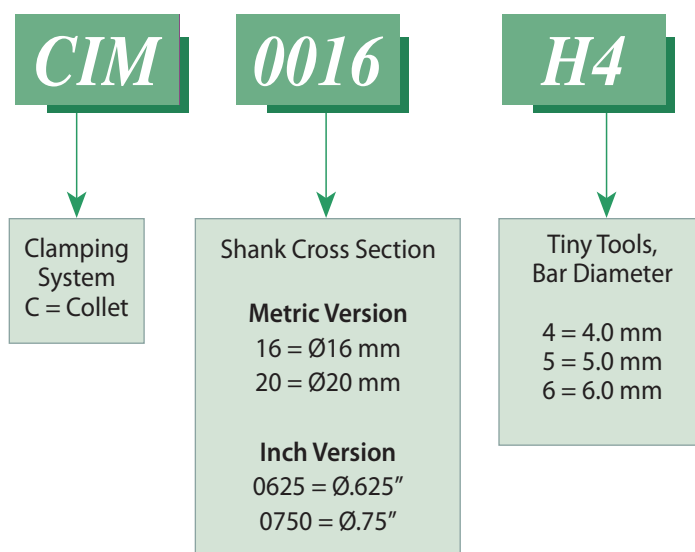 CIM 0016 H4
Clamping
System
C = Collet
Shank Cross Section
Metric Version
16 = Ø16 mm
20 = Ø20 mm
Inch Version
0625 = Ø.625”
0750 = Ø.75”
Tiny Tools,
Bar Diameter
4 = 4.0 mm
5 = 5.0 mm
6 = 6.0 mm